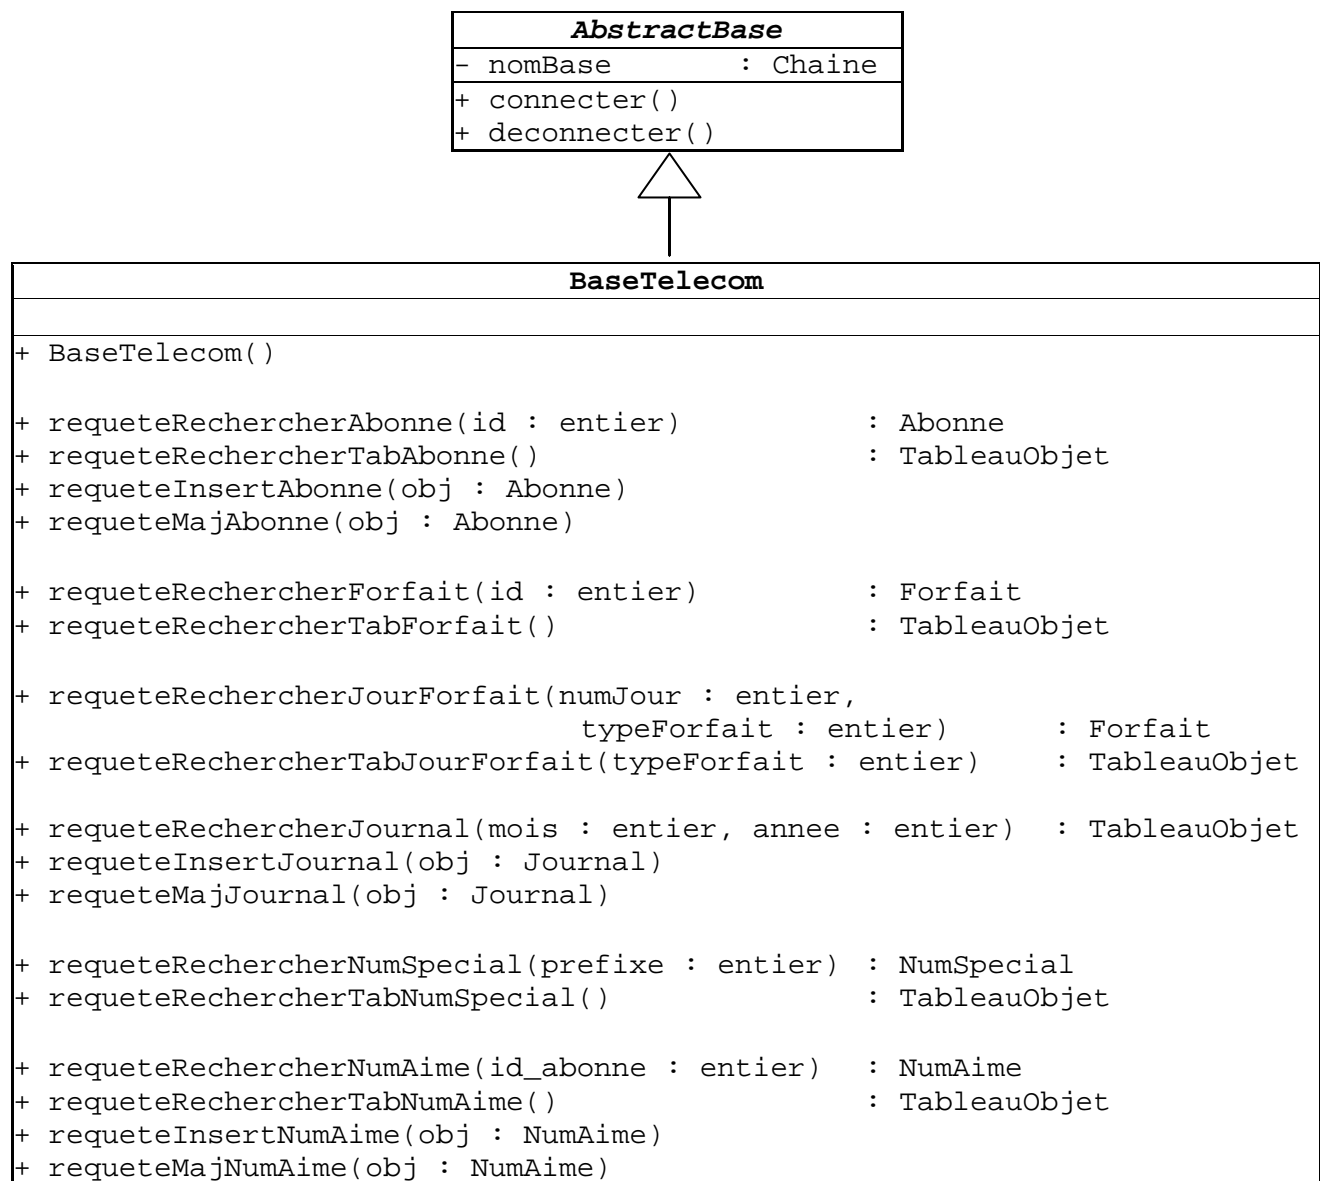 AbstractBase
- nomBase : Chaine
+ connecter()
+ deconnecter()
BaseTelecom
+ BaseTelecom()
+ requeteRechercherAbonne(id : entier) : Abonne
+ requeteRechercherTabAbonne() : TableauObjet
+ requeteInsertAbonne(obj : Abonne)
+ requeteMajAbonne(obj : Abonne)
+ requeteRechercherForfait(id : entier) : Forfait
+ requeteRechercherTabForfait() : TableauObjet
+ requeteRechercherJourForfait(numJour : entier,
typeForfait : entier) : Forfait
+ requeteRechercherTabJourForfait(typeForfait : entier) : TableauObjet
+ requeteRechercherJournal(mois : entier, annee : entier) : TableauObjet
+ requeteInsertJournal(obj : Journal)
+ requeteMajJournal(obj : Journal)
+ requeteRechercherNumSpecial(prefixe : entier) : NumSpecial
+ requeteRechercherTabNumSpecial() : TableauObjet
+ requeteRechercherNumAime(id_abonne : entier) : NumAime
+ requeteRechercherTabNumAime() : TableauObjet
+ requeteInsertNumAime(obj : NumAime)
+ requeteMajNumAime(obj : NumAime)